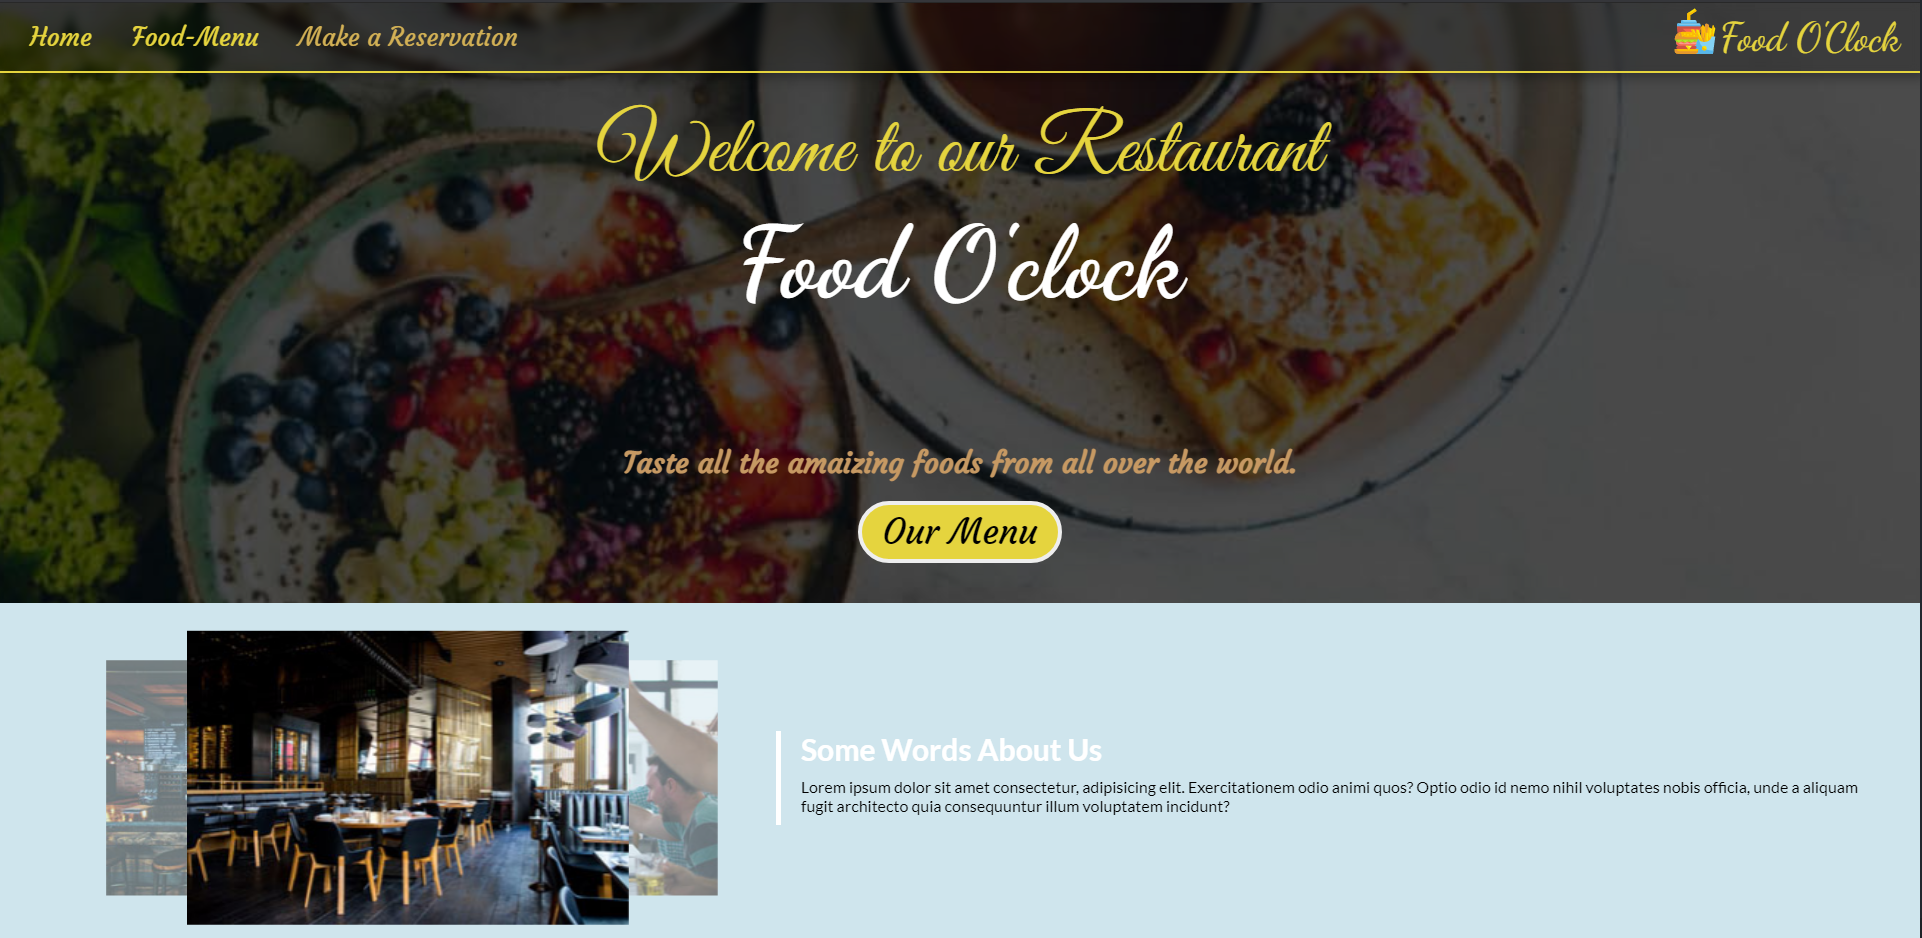 Home Food-Menu Make a Reservation Food O'Clock
Welcome to our Restaurant
Food O'clock
Taste all the amaizing foods from all over the world.
Our Menu
Some Words About Us
Lorem ipsum dolor sit amet consectetur, adipisicing elit. Exercitationem odio animi quos? Optio odio id nemo nihil voluptates nobis officia, unde a aliquam
fugit architecto quia consequuntur illum voluptatem incidunt?